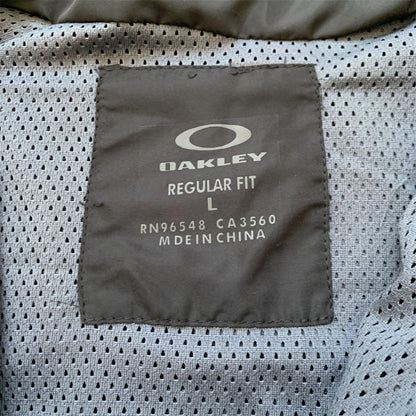 OAKLEY
REGULAR FIT
L
RN96548 CA3560
MDEIN CHINA